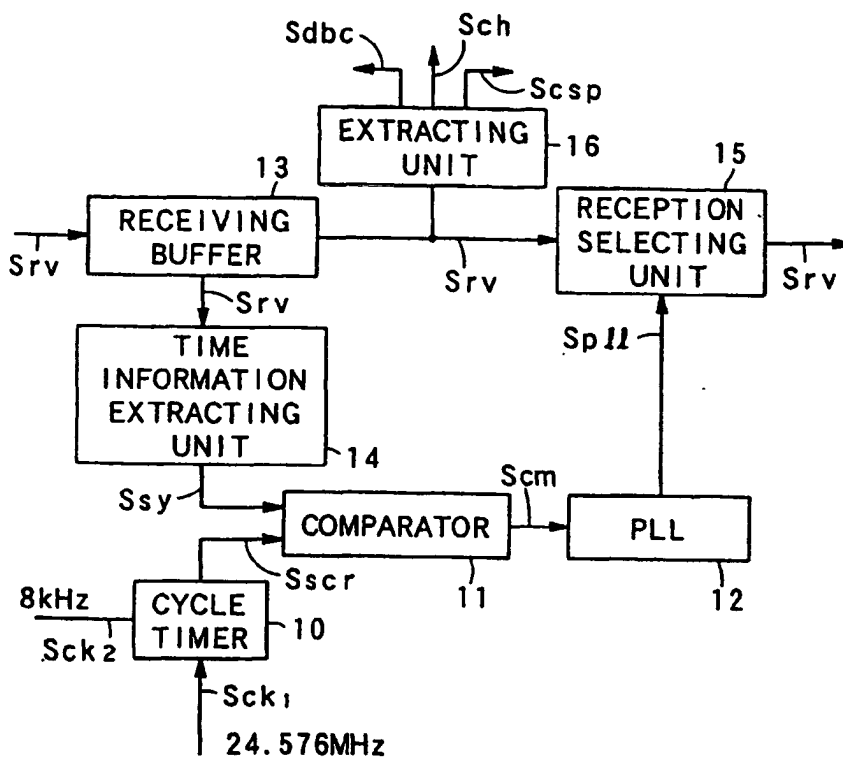 Sdbc
Sch
Scsp
EXTRACTING
UNIT
16
13
15
RECEIVING
BUFFER
RECEPTION
SELECTING
UNIT
Srv
Srv
Srv
Srv
Spll
TIME
INFORMATION
EXTRACTING
UNIT
14
Ssy
Scm
COMPARATOR
PLL
Sscr
11
12
8kHz
CYCLE
TIMER
10
Sck2
Sck1
24.576MHz